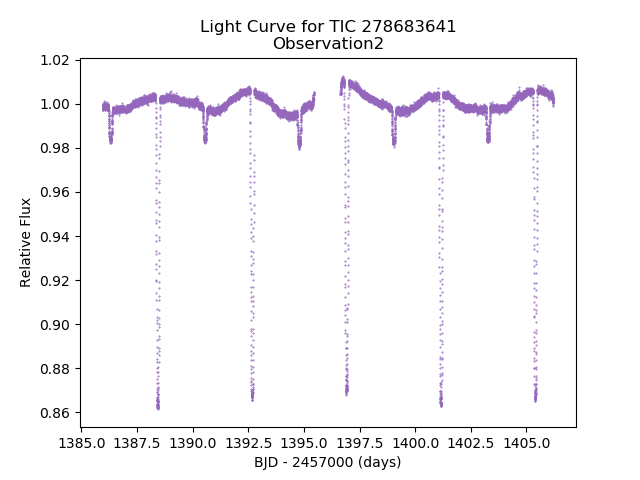 Light Curve for TIC 278683641
Observation2
Relative Flux
1.02
1.00
0.98
0.96
0.94
0.92
0.90
0.88
0.86
1385.0 1387.5 1390.0 1392.5 1395.0 1397.5 1400.0 1402.5 1405.0
BJD - 2457000 (days)